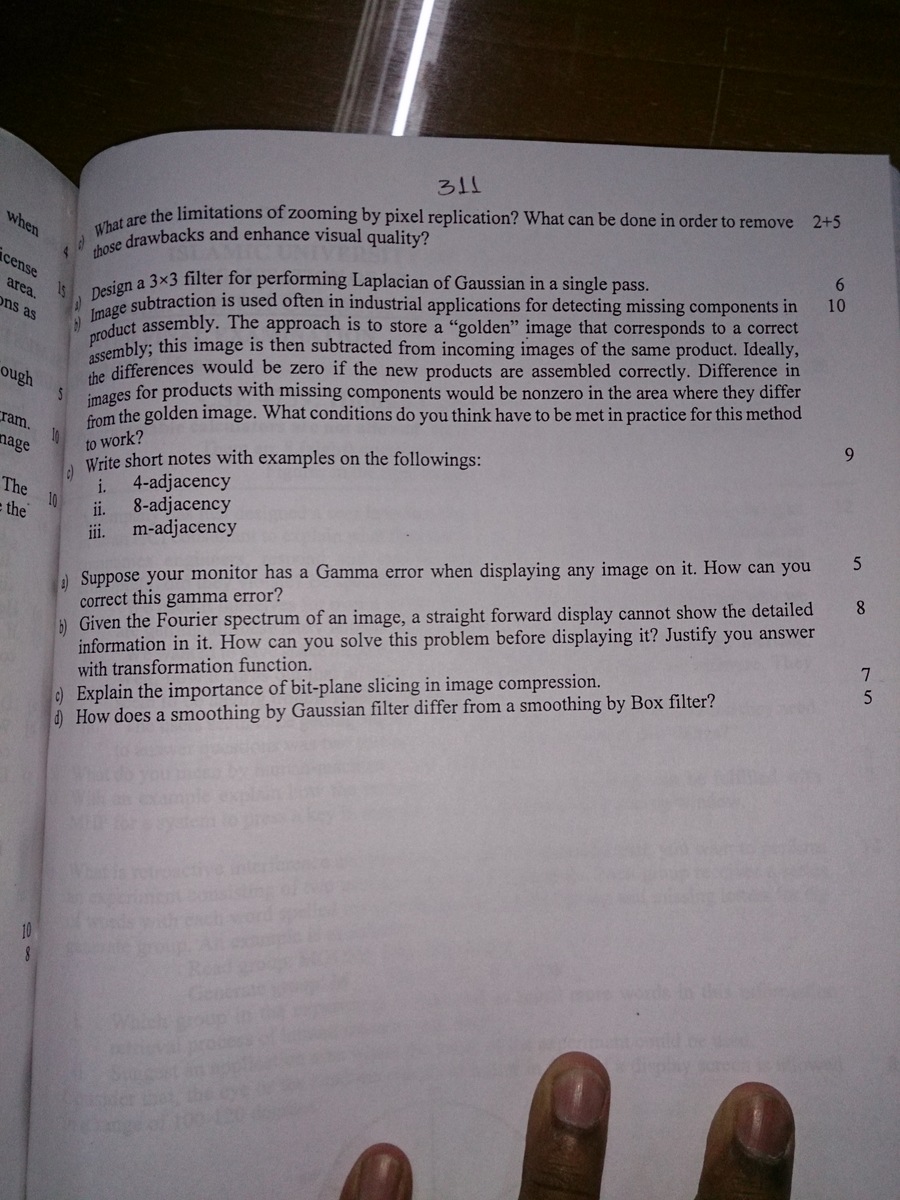 311
c) What are the limitations of zooming by pixel replication? What can be done in order to remove 2+5
those drawbacks and enhance visual quality?
a) Design a 3×3 filter for performing Laplacian of Gaussian in a single pass. 6
b) Image subtraction is used often in industrial applications for detecting missing components in 10
product assembly. The approach is to store a “golden” image that corresponds to a correct
assembly; this image is then subtracted from incoming images of the same product. Ideally,
the differences would be zero if the new products are assembled correctly. Difference in
images for products with missing components would be nonzero in the area where they differ
from the golden image. What conditions do you think have to be met in practice for this method
to work?
c) Write short notes with examples on the followings: 9
i. 4-adjacency
ii. 8-adjacency
iii. m-adjacency
a) Suppose your monitor has a Gamma error when displaying any image on it. How can you 5
correct this gamma error?
b) Given the Fourier spectrum of an image, a straight forward display cannot show the detailed 8
information in it. How can you solve this problem before displaying it? Justify you answer
with transformation function.
c) Explain the importance of bit-plane slicing in image compression. 7
d) How does a smoothing by Gaussian filter differ from a smoothing by Box filter? 5
when
4
area. 15
ons as
ough
5
10
The
10
the
10
8